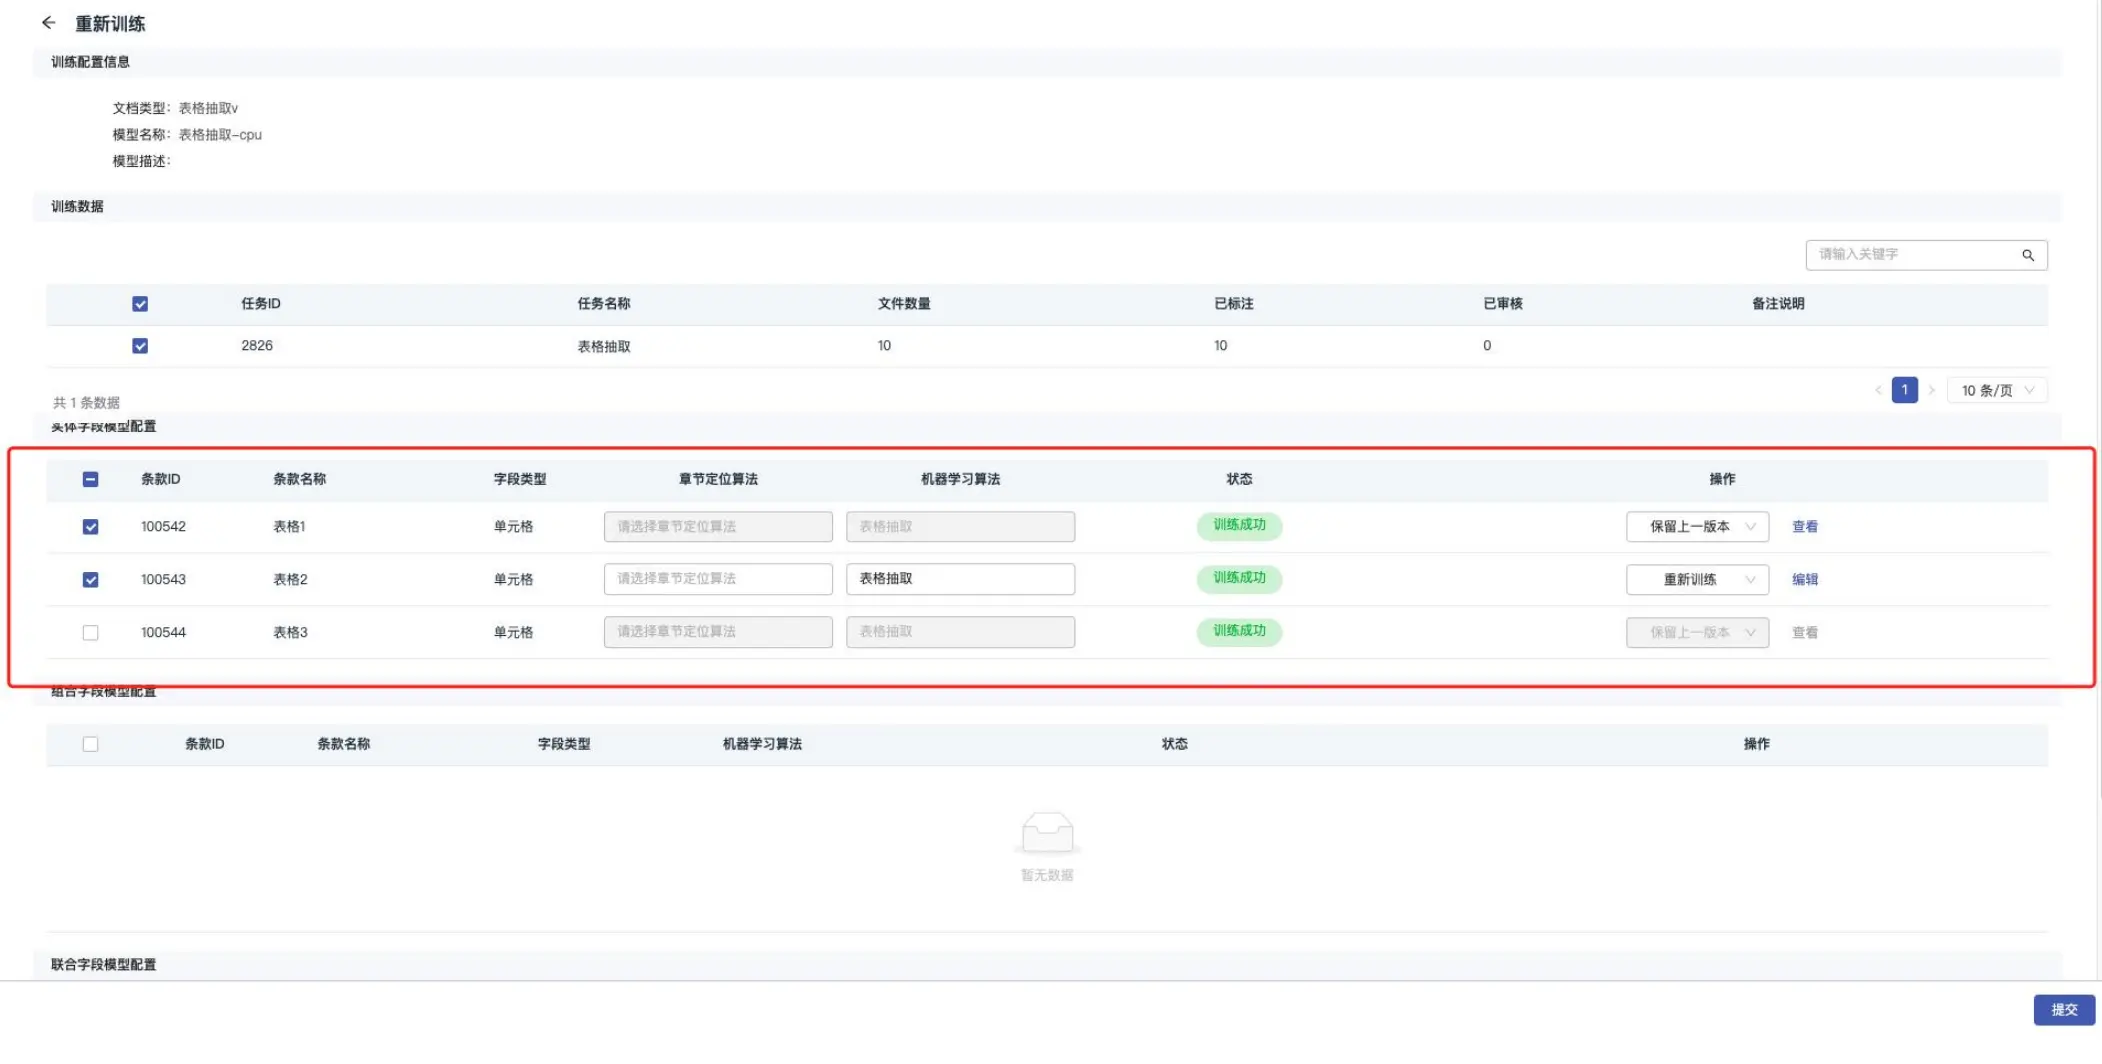 重新训练
训练配置信息
文档类型：表格抽取v
模型名称：表格抽取-cpu
模型描述：
训练数据
请输入关键字
任务ID 任务名称 文件数量 已标注 已审核 备注说明
2826 表格抽取 10 10 0
共 1 条数据 1 10 条/页
实体字段模型配置
条款ID 条款名称 字段类型 章节定位算法 机器学习算法 状态 操作
100542 表格1 单元格 请选择章节定位算法 表格抽取 训练成功 保留上一版本 查看
100543 表格2 单元格 请选择章节定位算法 表格抽取 训练成功 重新训练 编辑
100544 表格3 单元格 请选择章节定位算法 表格抽取 训练成功 保留上一版本 查看
组合字段模型配置
条款ID 条款名称 字段类型 机器学习算法 状态 操作
暂无数据
联合字段模型配置
提交